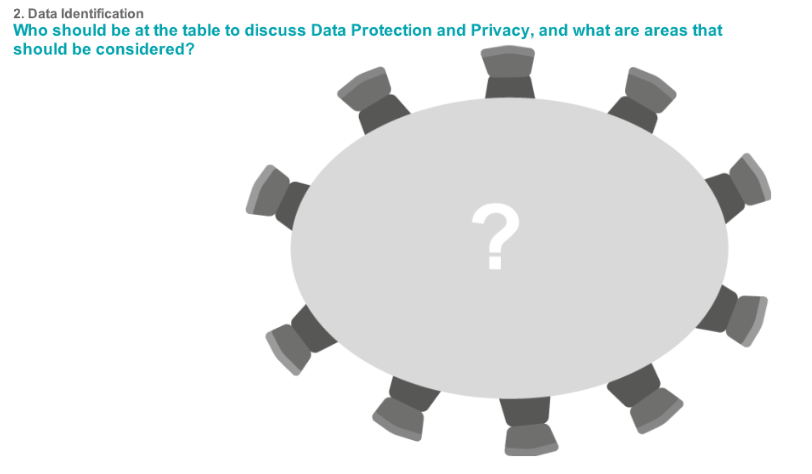 2. Data Identification
Who should be at the table to discuss Data Protection and Privacy, and what are areas that
should be considered?
?